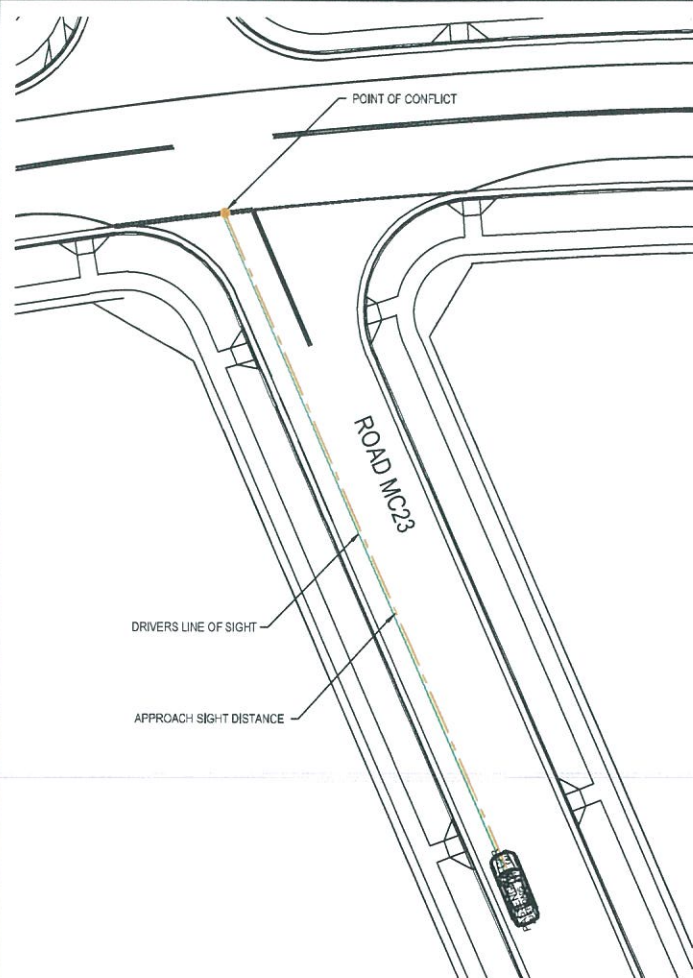 POINT OF CONFLICT
ROAD MC23
DRIVERS LINE OF SIGHT
APPROACH SIGHT DISTANCE